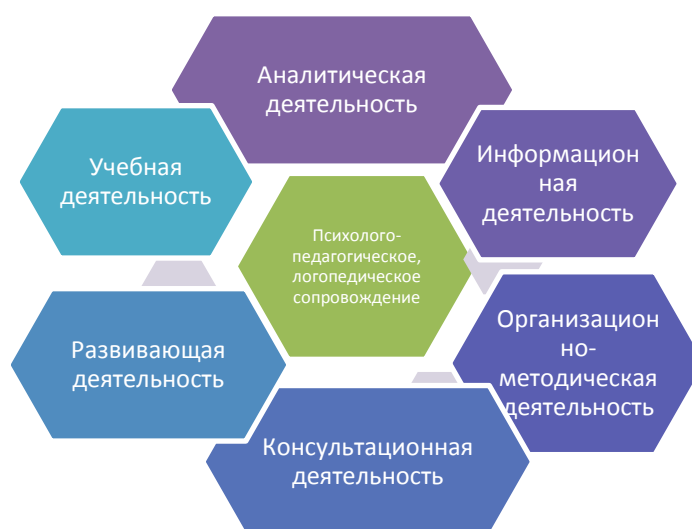 Аналитическая
деятельность
Учебная
деятельность
Информацион
ная
деятельность
Психолого-
педагогическое,
логопедическое
сопровождение
Развивающая
деятельность
Организацион
но-
методическая
деятельность
Консультационная
деятельность